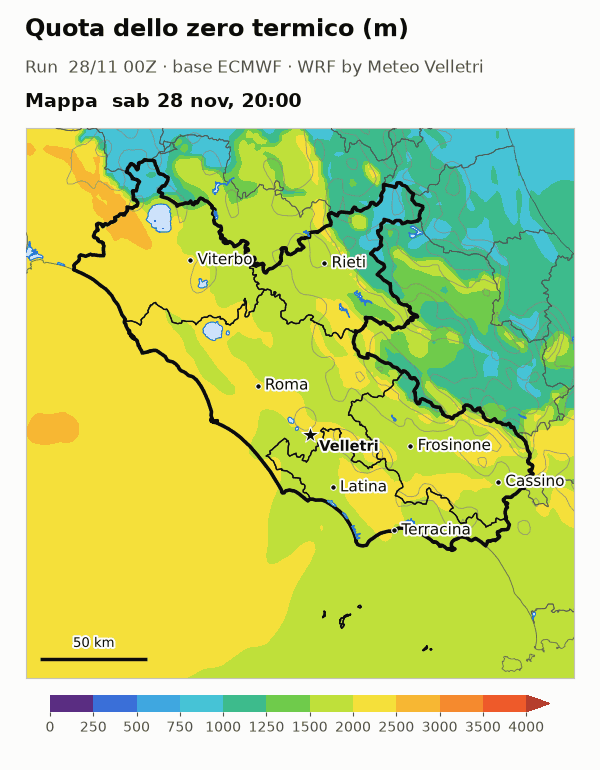 Quota dello zero termico (m)
Run  28/11 00Z · base ECMWF · WRF by Meteo Velletri
Mappa  sab 28 nov, 20:00
Viterbo
Rieti
Roma
Velletri
Frosinone
Cassino
Latina
Terracina
50 km
0 250 500 750 1000 1250 1500 2000 2500 3000 3500 4000